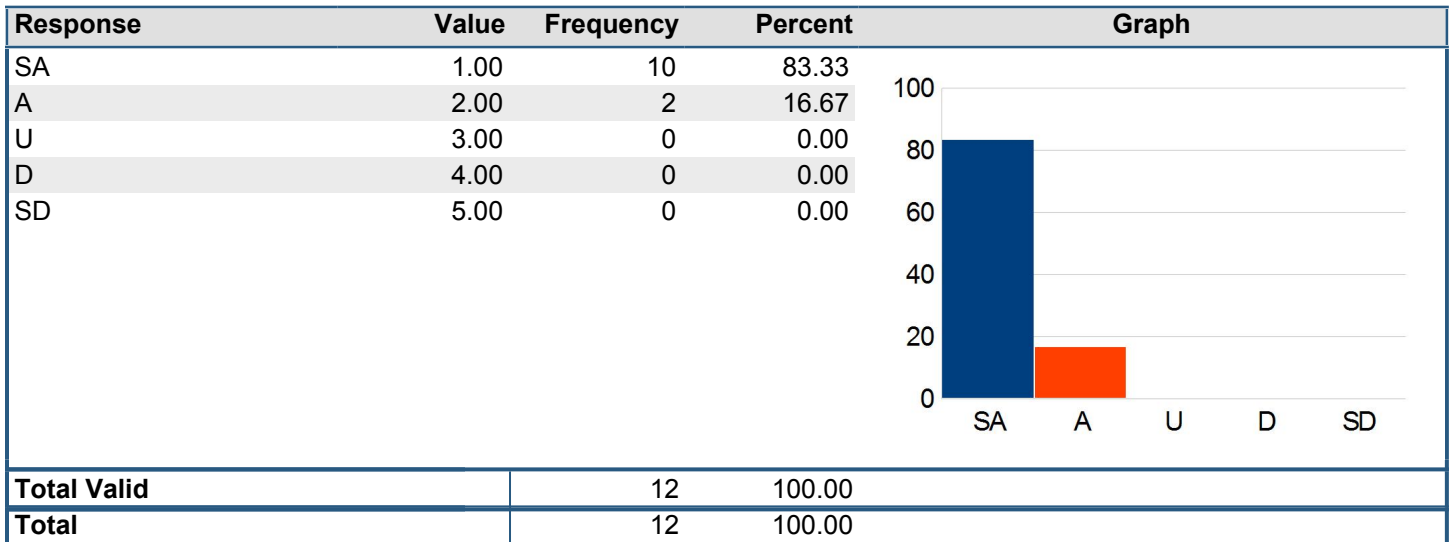 Response Value Frequency Percent Graph
SA 1.00 10 83.33
A 2.00 2 16.67
U 3.00 0 0.00
D 4.00 0 0.00
SD 5.00 0 0.00
100
80
60
40
20
0
SA A U D SD
Total Valid 12 100.00
Total 12 100.00